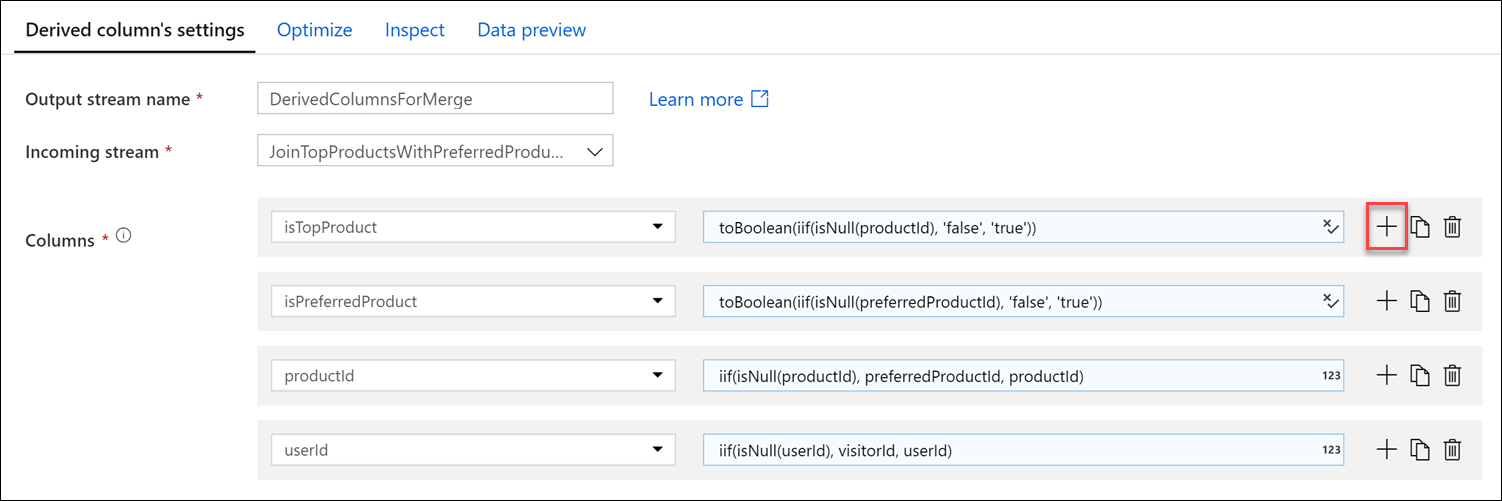 Derived column's settings Optimize Inspect Data preview
Output stream name * DerivedColumnsForMerge Learn more
Incoming stream * JoinTopProductsWithPreferredProdu...
Columns *
isTopProduct toBoolean(iif(isNull(productId), 'false', 'true'))
isPreferredProduct toBoolean(iif(isNull(preferredProductId), 'false', 'true'))
productId iif(isNull(productId), preferredProductId, productId) 123
userId iif(isNull(userId), visitorId, userId) 123